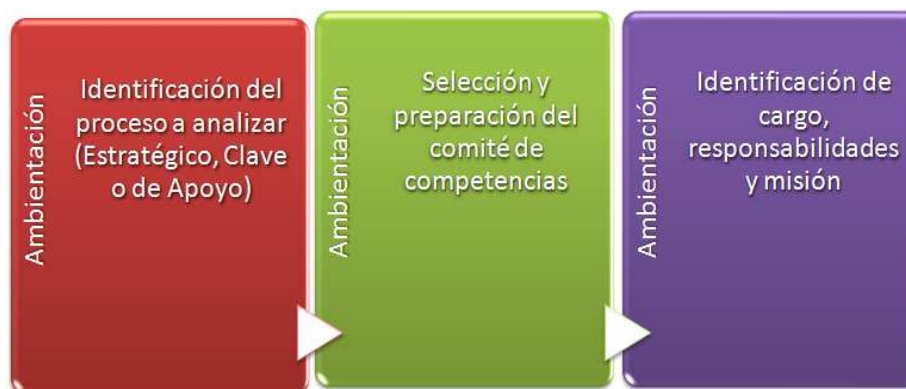 Ambientación
Identificación del
proceso a analizar
(Estratégico, Clave
o de Apoyo)
Ambientación
Selección y
preparación del
comité de
competencias
Ambientación
Identificación de
cargo,
responsabilidades
y misión